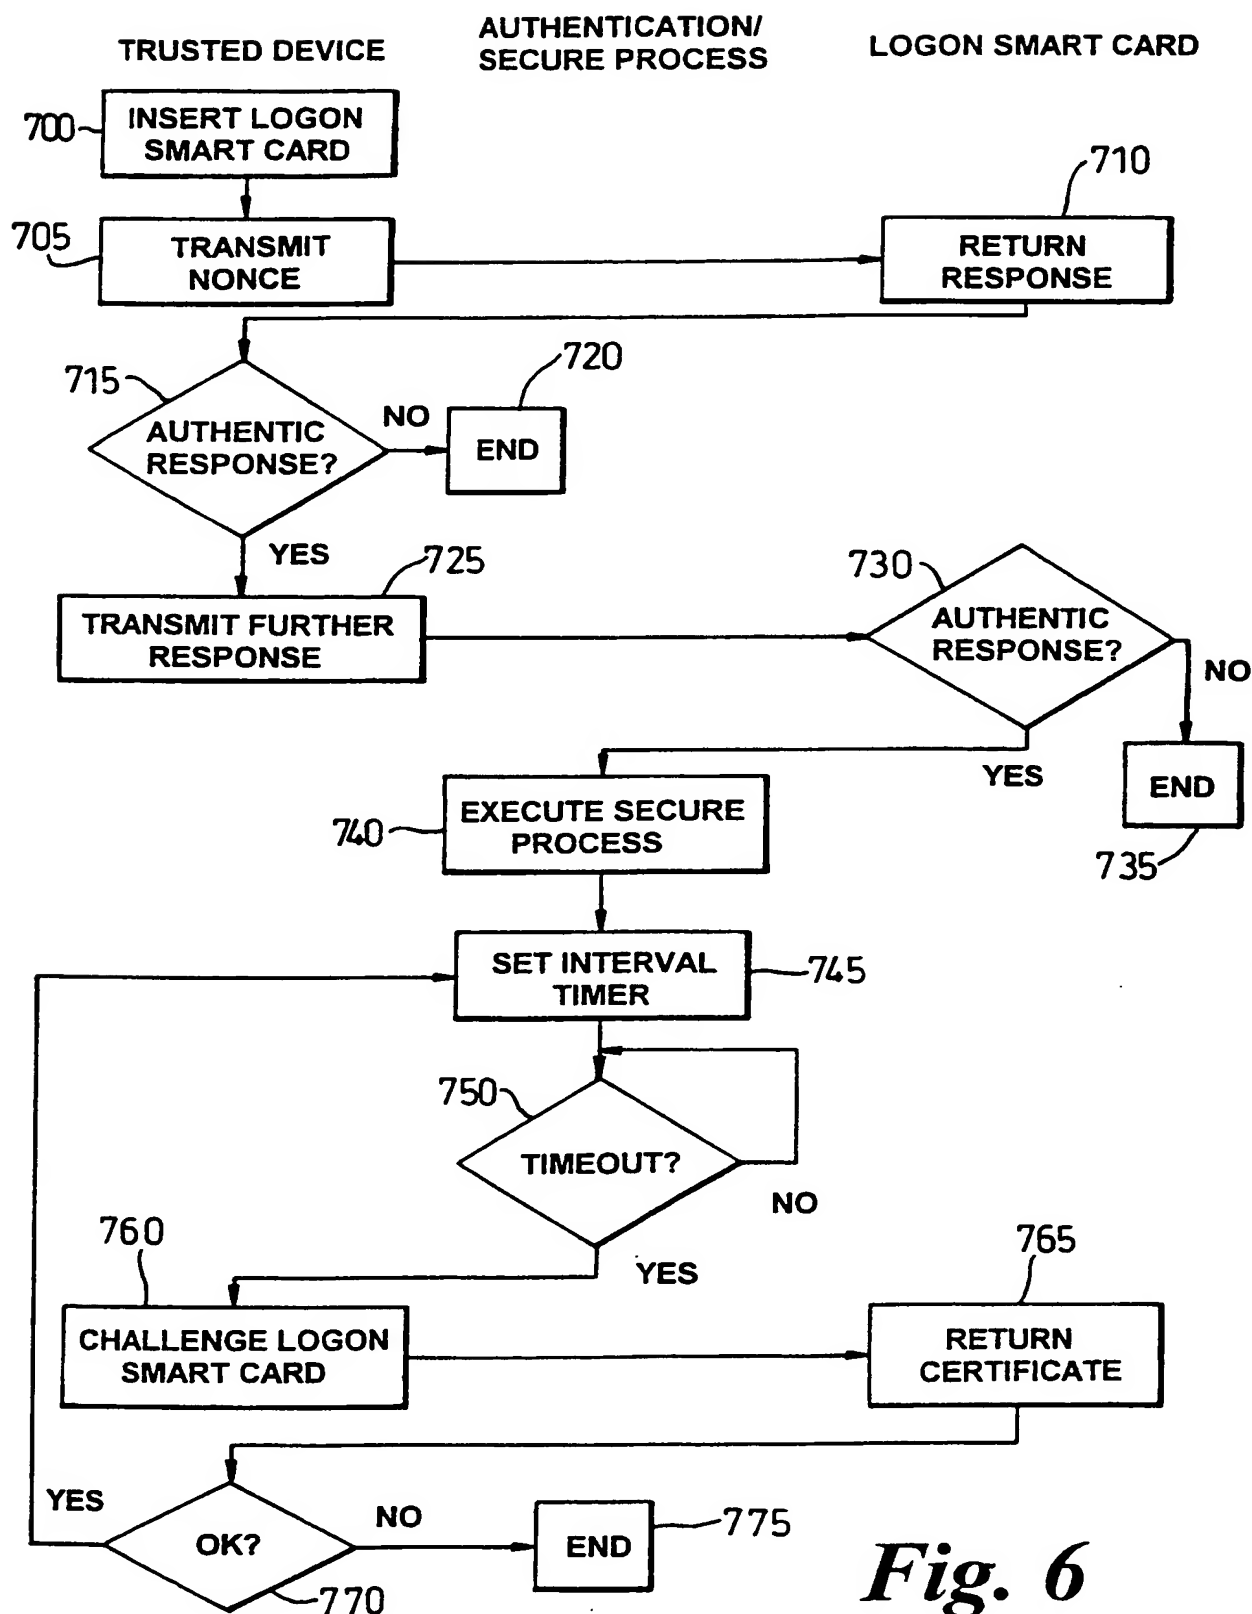 TRUSTED DEVICE
AUTHENTICATION/
SECURE PROCESS
LOGON SMART CARD
700
INSERT LOGON
SMART CARD
705
TRANSMIT
NONCE
710
RETURN
RESPONSE
715
AUTHENTIC
RESPONSE?
NO
720
END
YES
725
TRANSMIT FURTHER
RESPONSE
730
AUTHENTIC
RESPONSE?
NO
YES
END
735
740
EXECUTE SECURE
PROCESS
SET INTERVAL
TIMER
745
750
TIMEOUT?
NO
YES
760
CHALLENGE LOGON
SMART CARD
765
RETURN
CERTIFICATE
YES
OK?
NO
END
775
770
Fig. 6